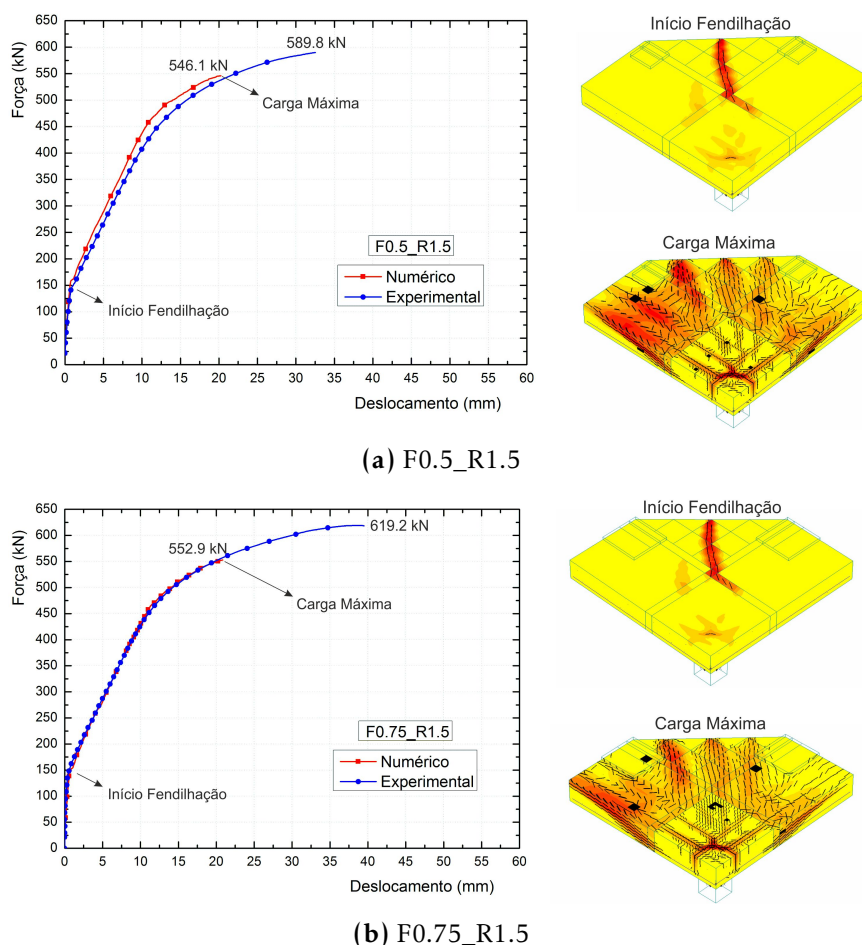 650
600
550
500
450
400
350
300
250
200
150
100
50
0
Força (kN)
546.1 kN
589.8 kN
Carga Máxima
F0.5_R1.5
Numérico
Experimental
Início Fendilhação
0 5 10 15 20 25 30 35 40 45 50 55 60
Deslocamento (mm)
Início Fendilhação
Carga Máxima
(a) F0.5_R1.5
650
600
550
500
450
400
350
300
250
200
150
100
50
0
Força (kN)
552.9 kN
619.2 kN
Carga Máxima
F0.75_R1.5
Numérico
Experimental
Início Fendilhação
0 5 10 15 20 25 30 35 40 45 50 55 60
Deslocamento (mm)
Início Fendilhação
Carga Máxima
(b) F0.75_R1.5